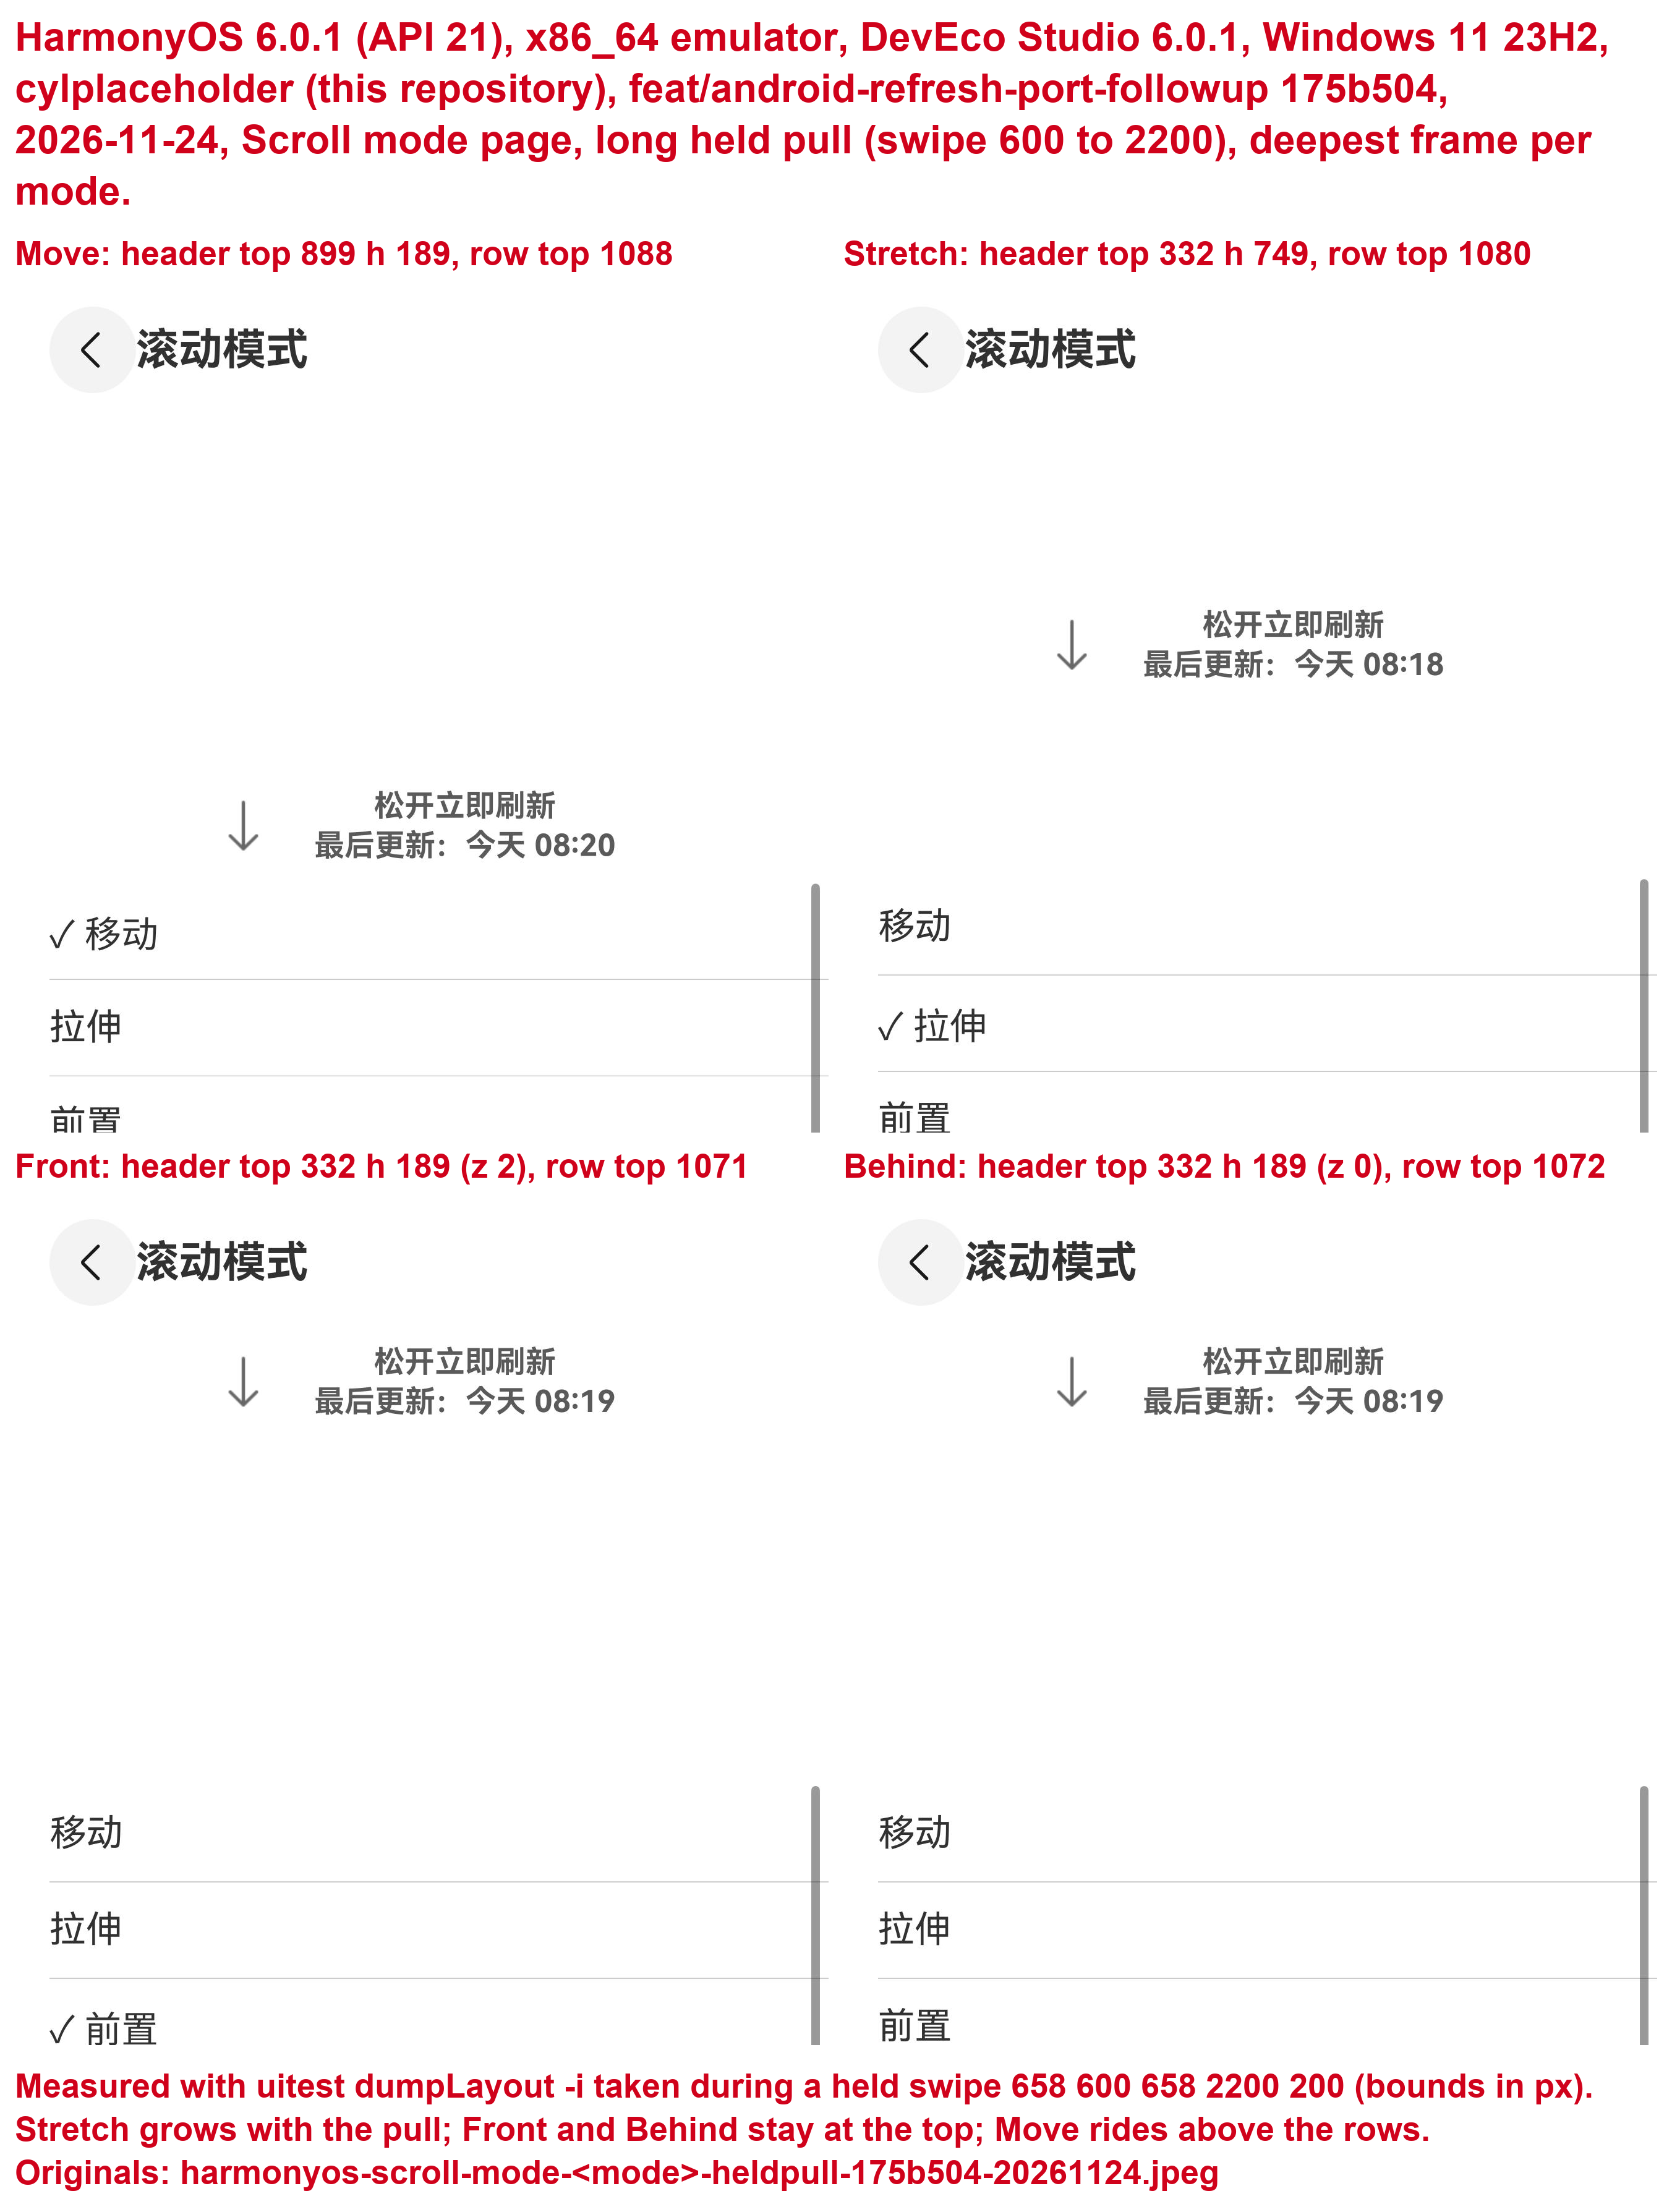 HarmonyOS 6.0.1 (API 21), x86_64 emulator, DevEco Studio 6.0.1, Windows 11 23H2,
cylplaceholder (this repository), feat/android-refresh-port-followup 175b504,
2026-11-24, Scroll mode page, long held pull (swipe 600 to 2200), deepest frame per
mode.
Move: header top 899 h 189, row top 1088
滚动模式
松开立即刷新
最后更新：今天 08:20
✓ 移动
拉伸
前置
Stretch: header top 332 h 749, row top 1080
滚动模式
松开立即刷新
最后更新：今天 08:18
移动
✓ 拉伸
前置
Front: header top 332 h 189 (z 2), row top 1071
滚动模式
松开立即刷新
最后更新：今天 08:19
移动
拉伸
✓ 前置
Behind: header top 332 h 189 (z 0), row top 1072
滚动模式
松开立即刷新
最后更新：今天 08:19
移动
拉伸
前置
Measured with uitest dumpLayout -i taken during a held swipe 658 600 658 2200 200 (bounds in px).
Stretch grows with the pull; Front and Behind stay at the top; Move rides above the rows.
Originals: harmonyos-scroll-mode-<mode>-heldpull-175b504-20261124.jpeg